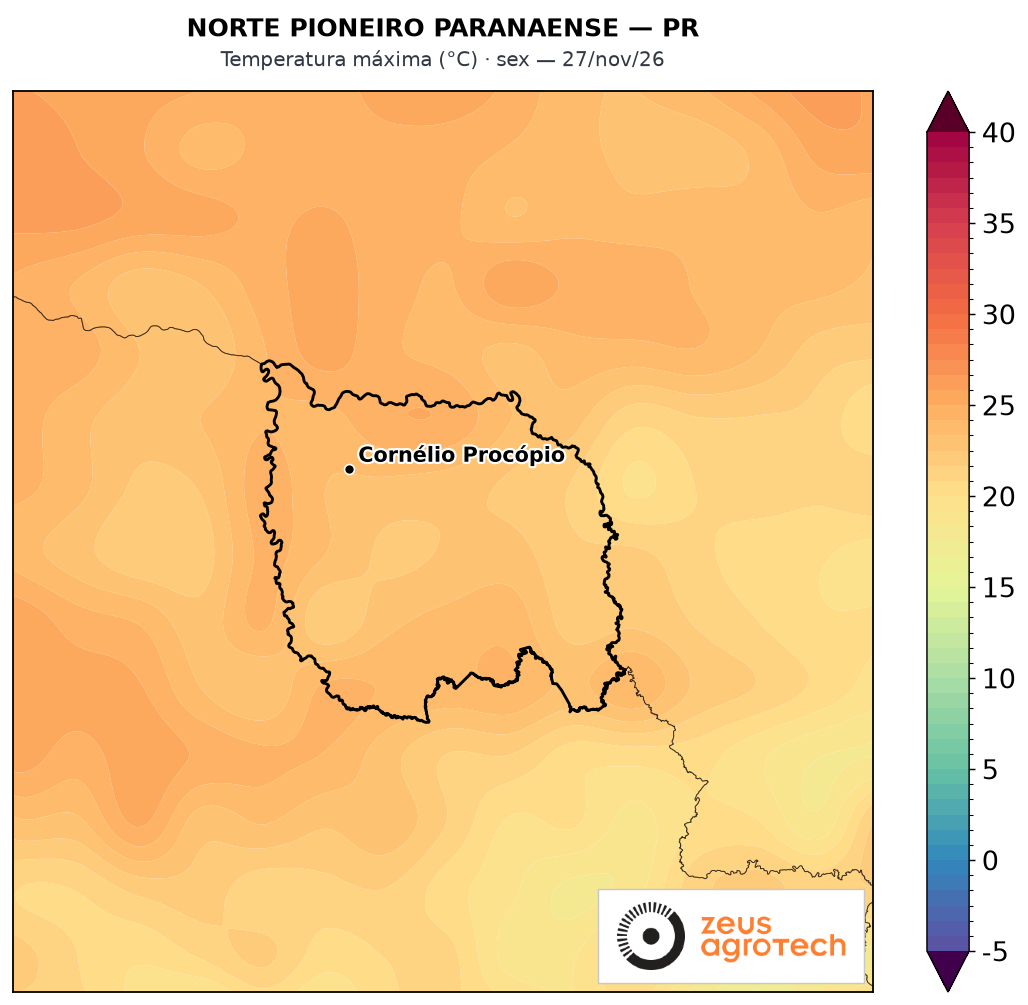 NORTE PIONEIRO PARANAENSE — PR
Temperatura máxima (°C) · sex — 27/nov/26
40
35
30
25
20
15
10
5
0
-5
Cornélio Procópio
zeus
agrotech